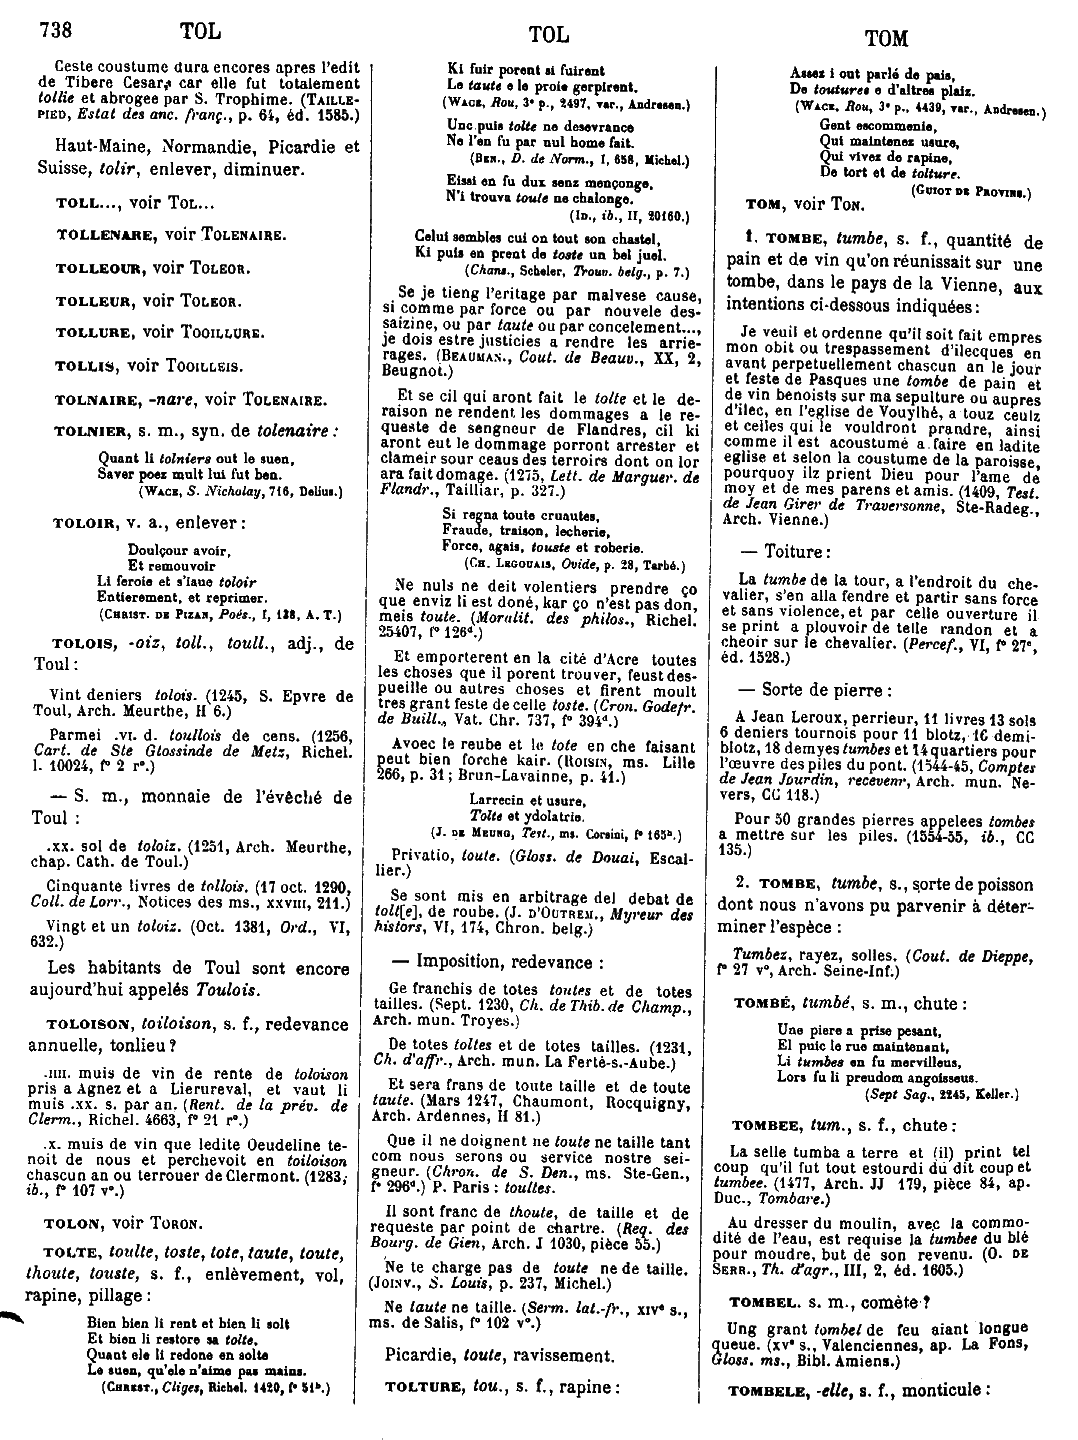 738 TOL TOL TOM
Ceste coustume dura encores apres l'edit
de Tibere Cesar, car elle fut totalement
tollie et abrogee par S. Trophime. (TAILLE-
PIED, Estat des anc. franç., p. 64, éd. 1585.)
Haut-Maine, Normandie, Picardie et
Suisse, tolir, enlever, diminuer.
TOLL..., voir TOL...
TOLLENARE, voir TOLENAIRE.
TOLLEOUR, voir TOLEOR.
TOLLEUR, voir TOLEOR.
TOLLURE, voir TOOILLURE.
TOLLIS, voir TOOILLEIS.
TOLNAIRE, -nare, voir TOLENAIRE.
TOLNIER, s. m., syn. de tolenaire :
Quant li tolniers out le suen,
Saver poez mult lui fut ben.
(WACE, S. Nicholay, 716, Delius.)
TOLOIR, v. a., enlever :
Doulçour avoir,
Et remouvoir
Li feroie et s'iaue toloir
Entierement, et reprimer.
(CHRIST. DE PIZAN, Poés., I, 138, A. T.)
TOLOIS, -oiz, toll., toull., adj., de
Toul :
Vint deniers tolois. (1245, S. Epvre de
Toul, Arch. Meurthe, H 6.)
Parmei .VI. d. toullois de cens. (1256,
Cart. de Ste Glossinde de Metz, Richel.
l. 10024, f° 2 r°.)
— S. m., monnaie de l'évêché de
Toul :
.XX. sol de toloiz. (1251, Arch. Meurthe,
chap. Cath. de Toul.)
Cinquante livres de tollois. (17 oct. 1290,
Coll. de Lorr., Notices des ms., XXVIII, 211.)
Vingt et un toloiz. (Oct. 1381, Ord., VI,
632.)
Les habitants de Toul sont encore
aujourd'hui appelés Toulois.
TOLOISON, toiloison, s. f., redevance
annuelle, tonlieu ?
.IIII. muis de vin de rente de toloison
pris a Agnez et a Lierureval, et vaut li
muis .XX. s. par an. (Rent. de la prév. de
Clerm., Richel. 4663, f° 21 r°.)
.X. muis de vin que ledite Oeudeline te-
noit de nous et perchevoit en toiloison
chascun an ou terrouer de Clermont. (1283,
ib., f° 107 v°.)
TOLON, voir TORON.
TOLTE, toulte, toste, tote, taute, toute,
thoute, touste, s. f., enlèvement, vol,
rapine, pillage :
Bien bien li rent et bien li solt
Et bien li restore sa tolte.
Quant ele li redone en solte
Le suen, qu'ele n'aime pas mains.
(CHREST., Cliges, Richel. 1420, f° 51ᵇ.)
Ki fuir porent si fuirent
Le taute e le proie gerpirent.
(WACE, Rou, 3ᵉ p., 2497, var., Andresen.)
Unc puis tolte ne desevrance
Ne l'en fu par nul home fait.
(BEN., D. de Norm., I, 658, Michel.)
Eissi en fu dux senz mençonge,
N'i trouva toute ne chalonge.
(ID., ib., II, 20160.)
Celui sembles cui on tout son chastel,
Ki puis en prent de toste un bel juel.
(Chans., Scheler, Trouv. belg., p. 7.)
Se je tieng l'eritage par malvese cause,
si comme par force ou par nouvele des-
saizine, ou par taute ou par concelement...,
je dois estre justicies a rendre les arrie-
rages. (BEAUMAN., Cout. de Beauv., XX, 2,
Beugnot.)
Et se cil qui aront fait le tolte et le de-
raison ne rendent les dommages a le re-
queste de sengneur de Flandres, cil ki
aront eut le dommage porront arrester et
clameir sour ceaus des terroirs dont on lor
ara fait domage. (1275, Lett. de Marguer. de
Flandr., Tailliar, p. 327.)
Si regna toute cruautes,
Fraude, traison, lecherie,
Force, agais, touste et roberie.
(CH. LEGOUAIS, Ovide, p. 28, Tarbé.)
Ne nuls ne deit volentiers prendre ço
que enviz li est doné, kar ço n'est pas don,
meis toute. (Moralit. des philos., Richel.
25407, f° 126ᵈ.)
Et emporterent en la cité d'Acre toutes
les choses que il porent trouver, feust des-
pueille ou autres choses et firent moult
tres grant feste de celle toste. (Cron. Godefr.
de Buill., Vat. Chr. 737, f° 394ᵈ.)
Avoec le reube et le tote en che faisant
peut bien forche kair. (ROISIN, ms. Lille
266, p. 31 ; Brun-Lavainne, p. 41.)
Larrecin et usure,
Tolte et ydolatrie.
(J. DE MEUNG, Test., ms. Corsini, f° 165ᵇ.)
Privatio, toute. (Gloss. de Douai, Escal-
lier.)
Se sont mis en arbitrage del debat de
tolt[e], de roube. (J. D'OUTREM., Myreur des
histors, VI, 174, Chron. belg.)
— Imposition, redevance :
Ge franchis de totes toutes et de totes
tailles. (Sept. 1230, Ch. de Thib. de Champ.,
Arch. mun. Troyes.)
De totes toltes et de totes tailles. (1231,
Ch. d'affr., Arch. mun. La Ferté-s.-Aube.)
Et sera frans de toute taille et de toute
taute. (Mars 1247, Chaumont, Rocquigny,
Arch. Ardennes, H 81.)
Que il ne doignent ne toute ne taille tant
com nous serons ou service nostre sei-
gneur. (Chron. de S. Den., ms. Ste-Gen.,
f° 296ᵈ.) P. Paris : toultes.
Il sont franc de thoute, de taille et de
requeste par point de chartre. (Reg. des
Bourg. de Gien, Arch. J 1030, pièce 55.)
Ne te charge pas de toute ne de taille.
(JOINV., S. Louis, p. 237, Michel.)
Ne taute ne taille. (Serm. lat.-fr., XIVᵉ s.,
ms. de Salis, f° 102 v°.)
Picardie, toute, ravissement.
TOLTURE, tou., s. f., rapine :
Assez i out parlé de pais,
De toutures e d'altres plaiz.
(WACE, Rou, 3ᵉ p., 4439, var., Andresen.)
Gent escommenie,
Qui maintenez usure,
Qui vivez de rapine,
De tort et de tolture.
(GUIOT DE PROVINS.)
TOM, voir TON.
1. TOMBE, tumbe, s. f., quantité de
pain et de vin qu'on réunissait sur une
tombe, dans le pays de la Vienne, aux
intentions ci-dessous indiquées :
Je veuil et ordenne qu'il soit fait empres
mon obit ou trespassement d'ilecques en
avant perpetuellement chascun an le jour
et feste de Pasques une tombe de pain et
de vin benoists sur ma sepulture ou aupres
d'ilec, en l'eglise de Vouylhé, a touz ceulz
et celles qui le vouldront prandre, ainsi
comme il est acoustumé a faire en ladite
eglise et selon la coustume de la paroisse,
pourquoy ilz prient Dieu pour l'ame de
moy et de mes parens et amis. (1409, Test.
de Jean Girer de Traversonne, Ste-Radeg.,
Arch. Vienne.)
— Toiture :
La tumbe de la tour, a l'endroit du che-
valier, s'en alla fendre et partir sans force
et sans violence, et par celle ouverture il
se print a plouvoir de telle randon et a
cheoir sur le chevalier. (Percef., VI, f° 27ᵉ,
éd. 1528.)
— Sorte de pierre :
A Jean Leroux, perrieur, 11 livres 13 sols
6 deniers tournois pour 11 blotz, 16 demi-
blotz, 18 demyes tumbes et 14 quartiers pour
l'œuvre des piles du pont. (1544-45, Comptes
de Jean Jourdin, recevenr, Arch. mun. Ne-
vers, CC 118.)
Pour 50 grandes pierres appelees tombes
a mettre sur les piles. (1554-55, ib., CC
135.)
2. TOMBE, tumbe, s., sorte de poisson
dont nous n'avons pu parvenir à déter-
miner l'espèce :
Tumbez, rayez, solles. (Cout. de Dieppe,
f° 27 v°, Arch. Seine-Inf.)
TOMBÉ, tumbé, s. m., chute :
Une piere a prise pesant,
El puic le rue maintenant,
Li tumbes en fu merveilleus,
Lors fu li preudom angoisseus.
(Sept Sag., 2245, Keller.)
TOMBEE, tum., s. f., chute :
La selle tumba a terre et (il) print tel
coup qu'il fut tout estourdi du dit coup et
tumbee. (1477, Arch. JJ 179, pièce 84, ap.
Duc., Tombare.)
Au dresser du moulin, avec la commo-
dité de l'eau, est requise la tumbee du blé
pour moudre, but de son revenu. (O. DE
SERR., Th. d'agr., III, 2, éd. 1605.)
TOMBEL. s. m., comète ?
Ung grant tombel de feu aiant longue
queue. (XVᵉ s., Valenciennes, ap. La Fons,
Gloss. ms., Bibl. Amiens.)
TOMBELE, -elle, s. f., monticule :